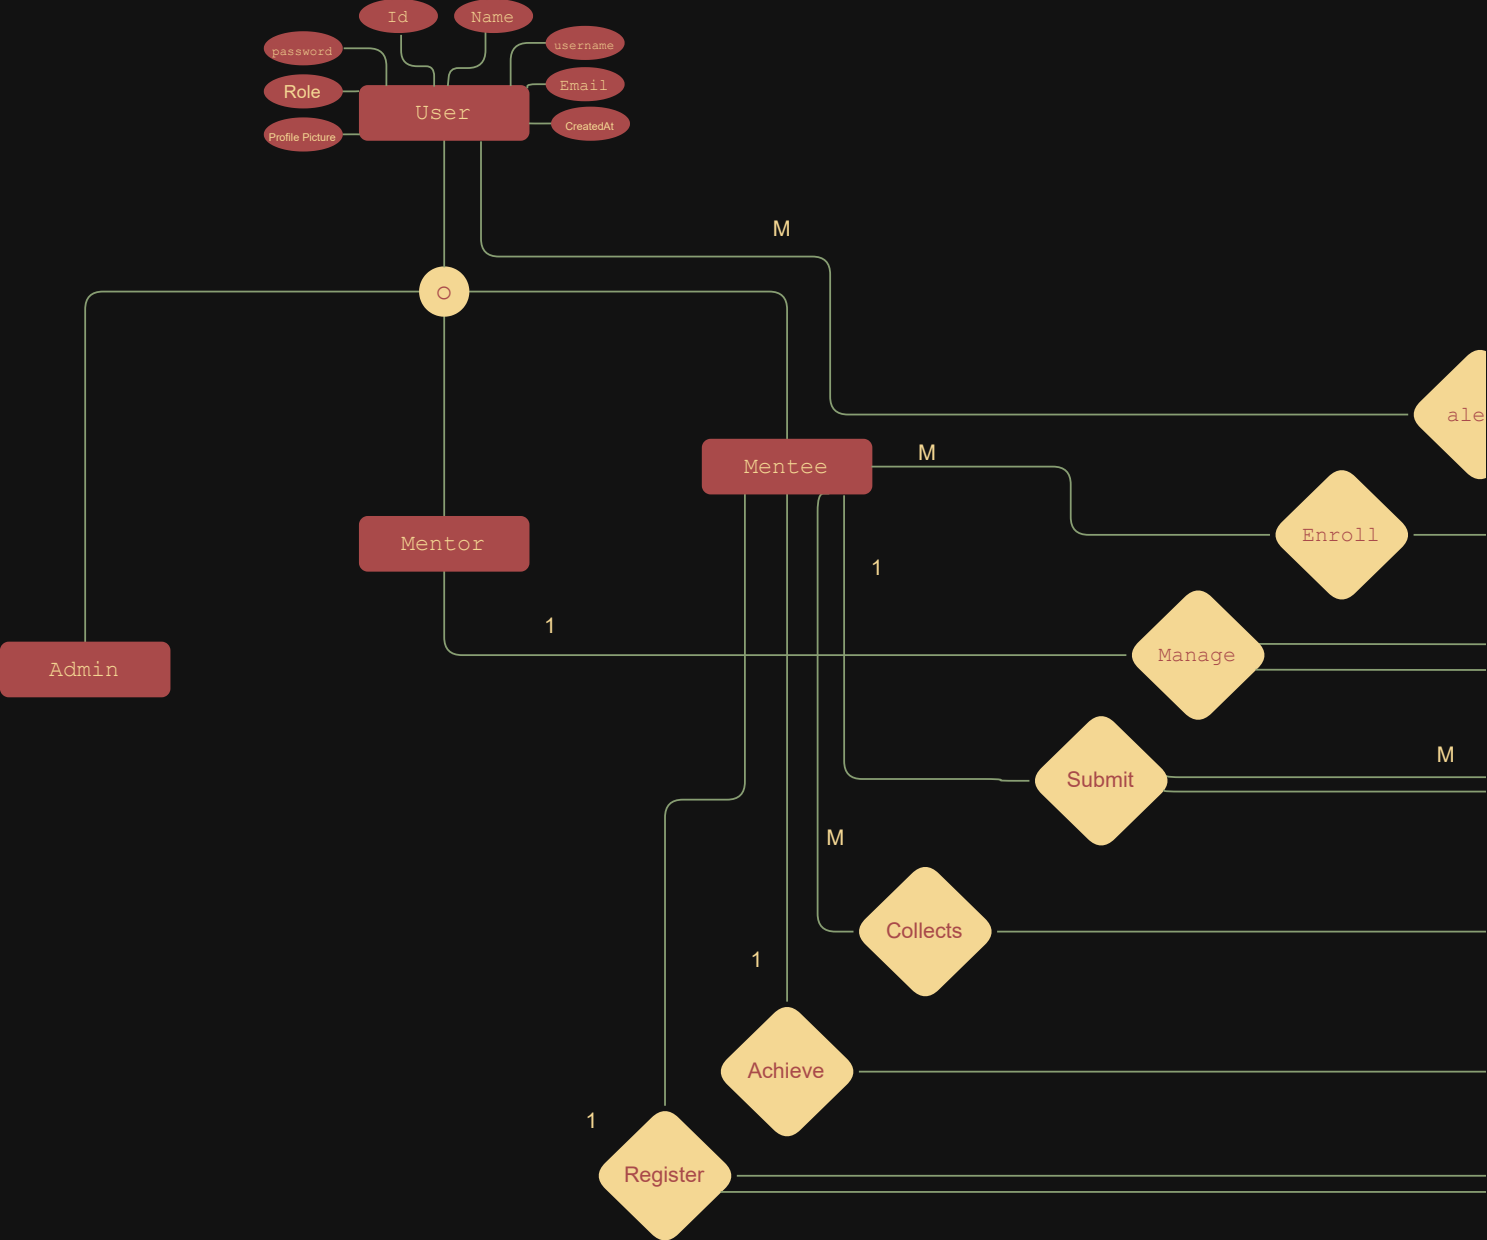 Id
Name
password
username
Role
Email
User
Profile Picture
CreatedAt
M
O
ale
Mentee
M
Enroll
Mentor
1
1
Manage
Admin
M
Submit
M
Collects
1
Achieve
1
Register